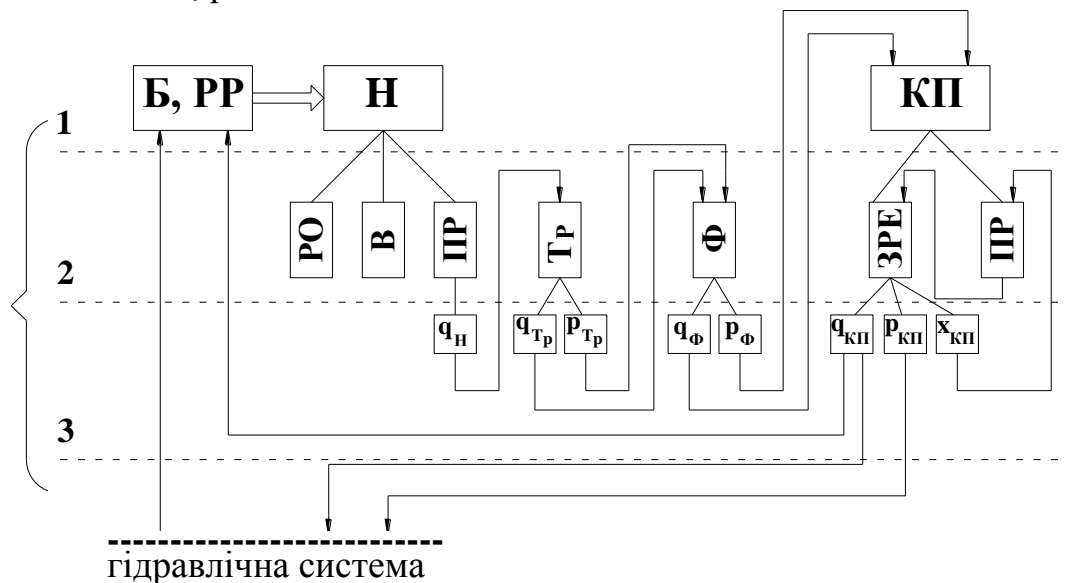 Б, РР
Н
КП
1
РО
В
ПР
Тр
Ф
ЗРЕ
ПР
2
qН
qТр
pТр
qФ
pФ
qКП
pКП
xКП
3
гідравлічна система